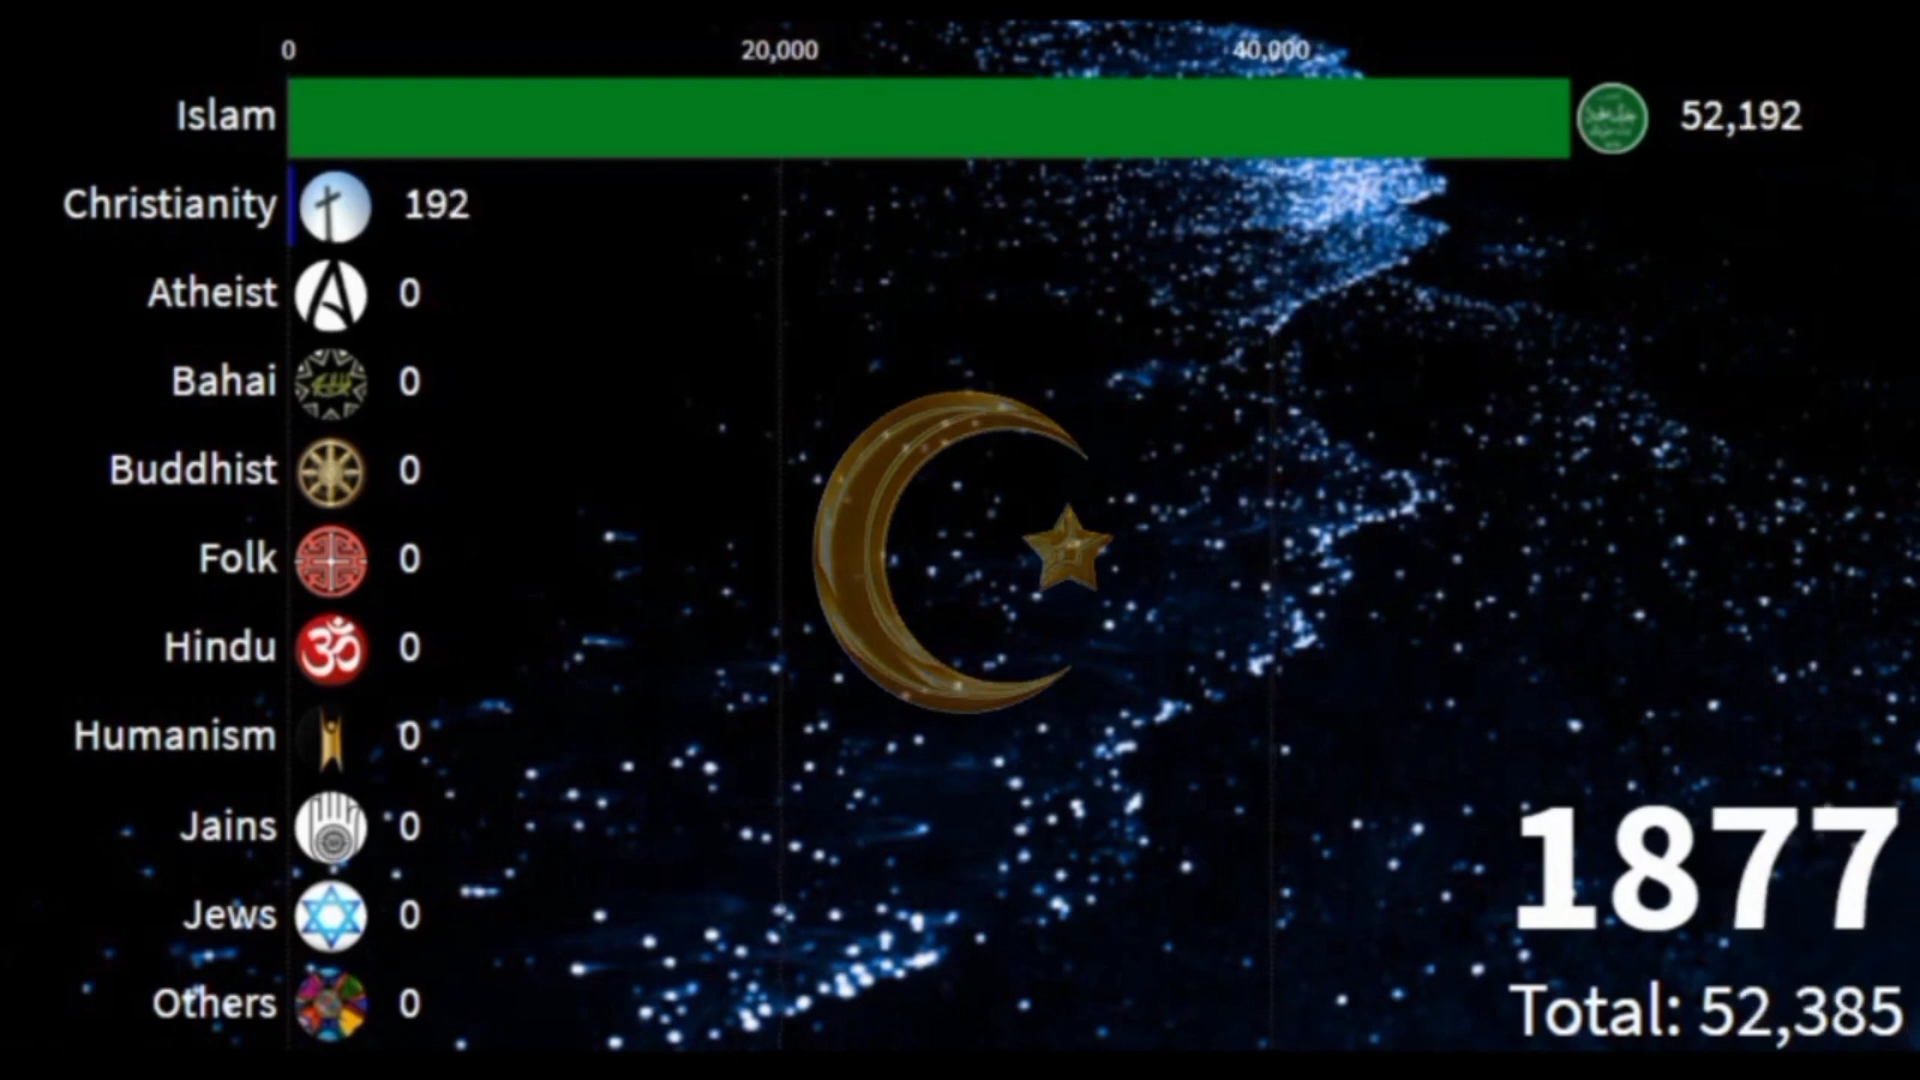 0 20,000 40,000
Islam 52,192
Christianity 192
Atheist 0
Bahai 0
Buddhist 0
Folk 0
Hindu 0
Humanism 0
Jains 0
Jews 0
Others 0
1877
Total: 52,385